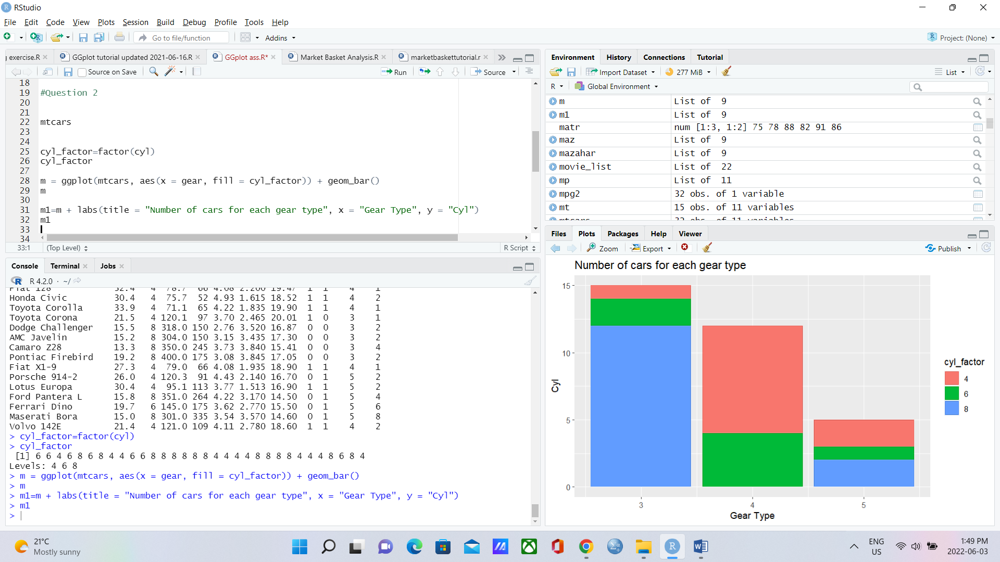 RStudio
File Edit Code View Plots Session Build Debug Profile Tools Help
Go to file/function Addins Project: (None)
exercise.R GGplot tutorial updated 2021-06-16.R GGplot ass.R* Market Basket Analysis.R marketbaskettutorial.r
Source on Save Run Source
18
19 #Question 2
20
21
22 mtcars
23
24
25 cyl_factor=factor(cyl)
26 cyl_factor
27
28 m = ggplot(mtcars, aes(x = gear, fill = cyl_factor)) + geom_bar()
29 m
30
31 m1=m + labs(title = "Number of cars for each gear type", x = "Gear Type", y = "Cyl")
32 m1
33
34
33:1 (Top Level) R Script
Console Terminal Jobs
R 4.2.0 · ~/
Fiat 128 32.4 4 78.7 66 4.08 2.200 19.47 1 1 4 1
Honda Civic 30.4 4 75.7 52 4.93 1.615 18.52 1 1 4 2
Toyota Corolla 33.9 4 71.1 65 4.22 1.835 19.90 1 1 4 1
Toyota Corona 21.5 4 120.1 97 3.70 2.465 20.01 1 0 3 1
Dodge Challenger 15.5 8 318.0 150 2.76 3.520 16.87 0 0 3 2
AMC Javelin 15.2 8 304.0 150 3.15 3.435 17.30 0 0 3 2
Camaro Z28 13.3 8 350.0 245 3.73 3.840 15.41 0 0 3 4
Pontiac Firebird 19.2 8 400.0 175 3.08 3.845 17.05 0 0 3 2
Fiat X1-9 27.3 4 79.0 66 4.08 1.935 18.90 1 1 4 1
Porsche 914-2 26.0 4 120.3 91 4.43 2.140 16.70 0 1 5 2
Lotus Europa 30.4 4 95.1 113 3.77 1.513 16.90 1 1 5 2
Ford Pantera L 15.8 8 351.0 264 4.22 3.170 14.50 0 1 5 4
Ferrari Dino 19.7 6 145.0 175 3.62 2.770 15.50 0 1 5 6
Maserati Bora 15.0 8 301.0 335 3.54 3.570 14.60 0 1 5 8
Volvo 142E 21.4 4 121.0 109 4.11 2.780 18.60 1 1 4 2
> cyl_factor=factor(cyl)
> cyl_factor
[1] 6 6 4 6 8 6 8 4 4 6 6 8 8 8 8 8 8 4 4 4 4 8 8 8 8 4 4 4 8 6 8 4
Levels: 4 6 8
> m = ggplot(mtcars, aes(x = gear, fill = cyl_factor)) + geom_bar()
> m
> m1=m + labs(title = "Number of cars for each gear type", x = "Gear Type", y = "Cyl")
> m1
>
Environment History Connections Tutorial
Import Dataset 277 MiB List
R Global Environment
m List of 9
m1 List of 9
matr num [1:3, 1:2] 75 78 88 82 91 86
maz List of 9
mazahar List of 9
movie_list List of 22
mp List of 11
mpg2 32 obs. of 1 variable
mt 15 obs. of 11 variables
mtcars 32 obs. of 11 variables
Files Plots Packages Help Viewer
Zoom Export Publish
Number of cars for each gear type
15
10
5
0
Cyl
3 4 5
Gear Type
cyl_factor
4
6
8
21°C
Mostly sunny
ENG
US
1:49 PM
2022-06-03